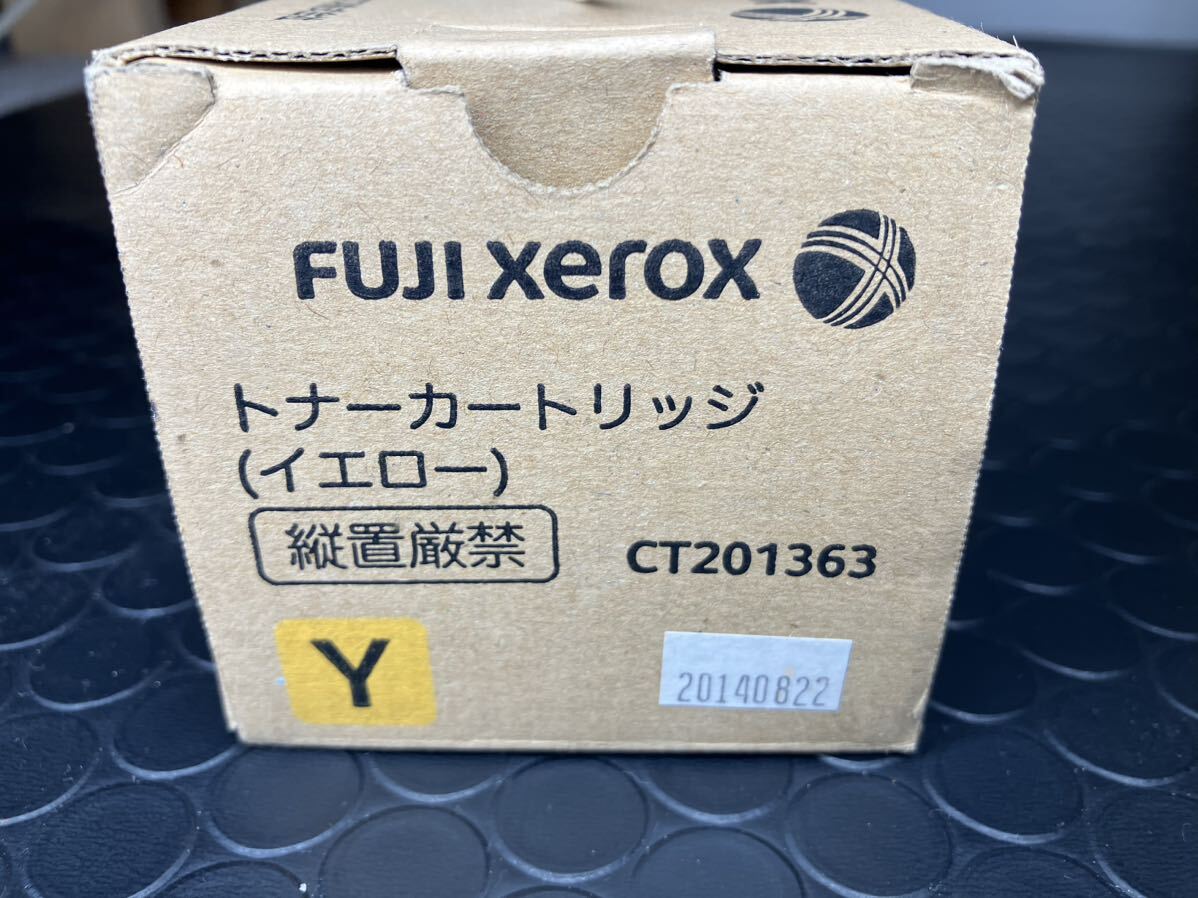 FUJI xerox
トナーカートリッジ
(イエロー)
縦置厳禁
CT201363
Y
20140822